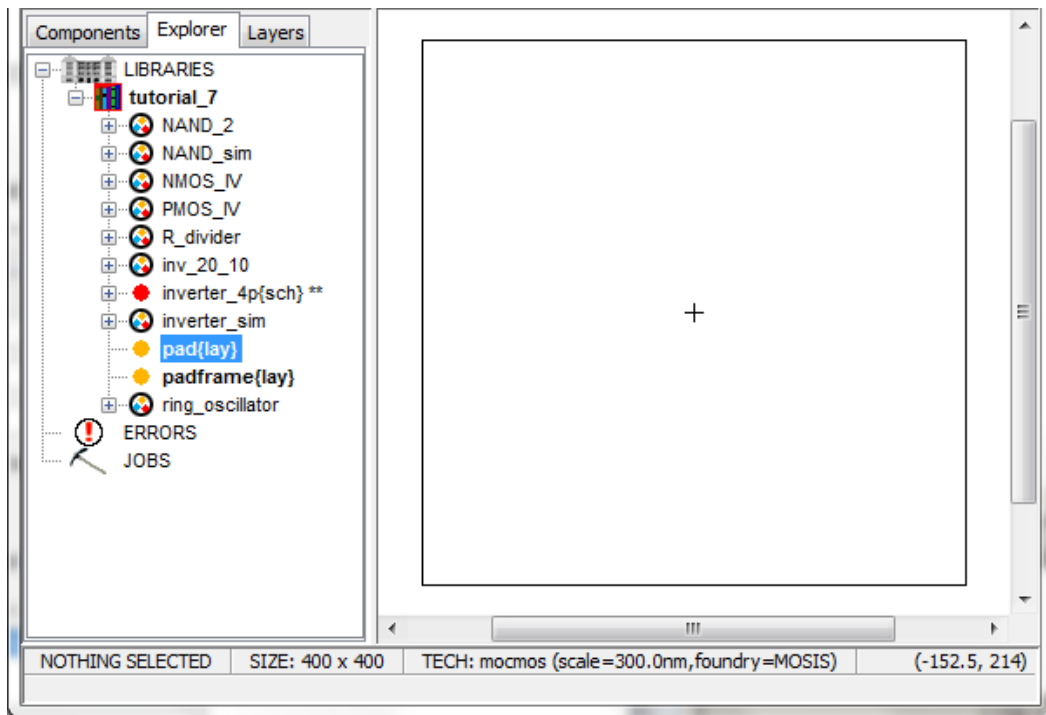 Components Explorer Layers
LIBRARIES
tutorial_7
NAND_2
NAND_sim
NMOS_IV
PMOS_IV
R_divider
inv_20_10
inverter_4p{sch} **
inverter_sim
pad{lay}
padframe{lay}
ring_oscillator
ERRORS
JOBS
NOTHING SELECTED SIZE: 400 x 400 TECH: mocmos (scale=300.0nm,foundry=MOSIS) (-152.5, 214)